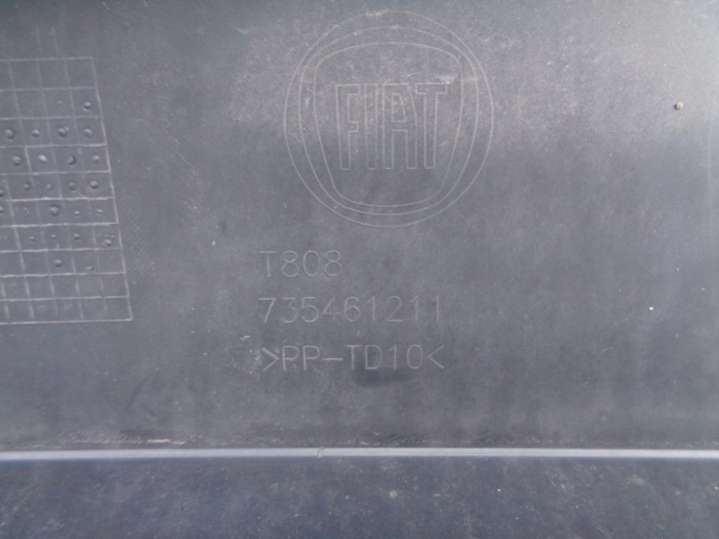 FIAT
T808
735461211
>PP-TD10<